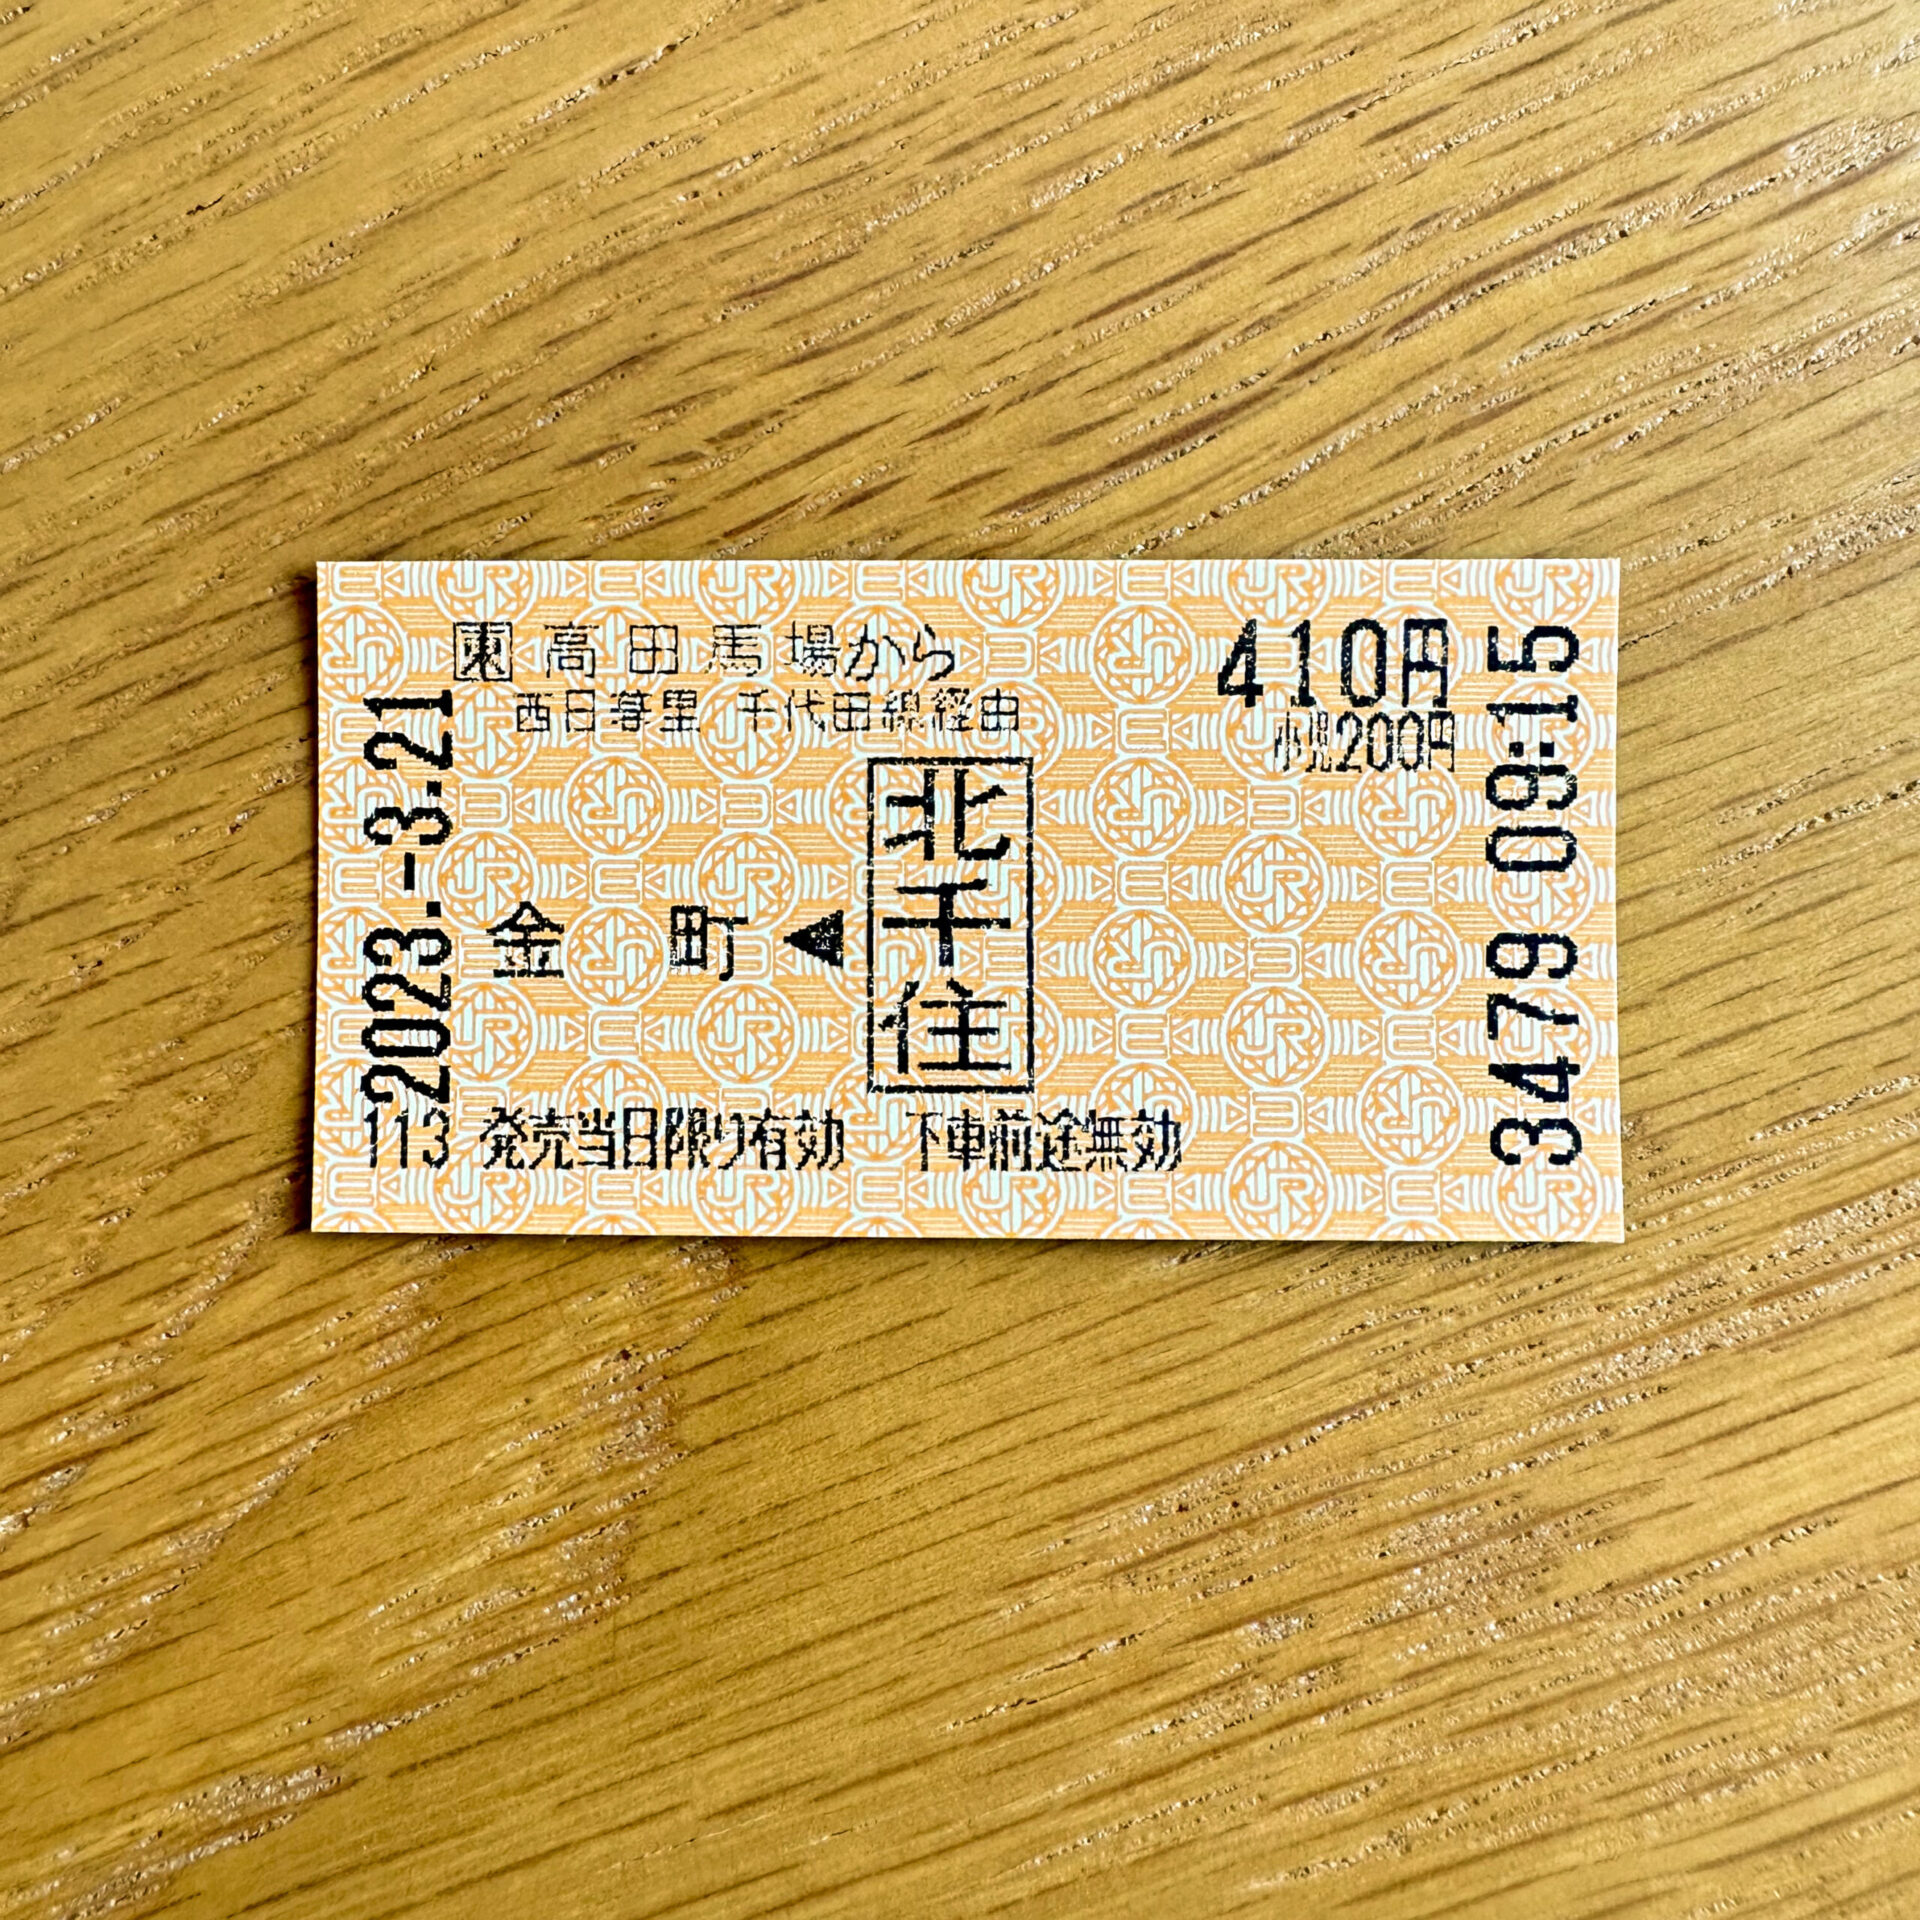 東 高田馬場から
西日暮里 千代田線経由
410円
小児200円
金町 ◀ 北千住
113 発売当日限り有効 下車前途無効
2023.-3.21
3479 09:15